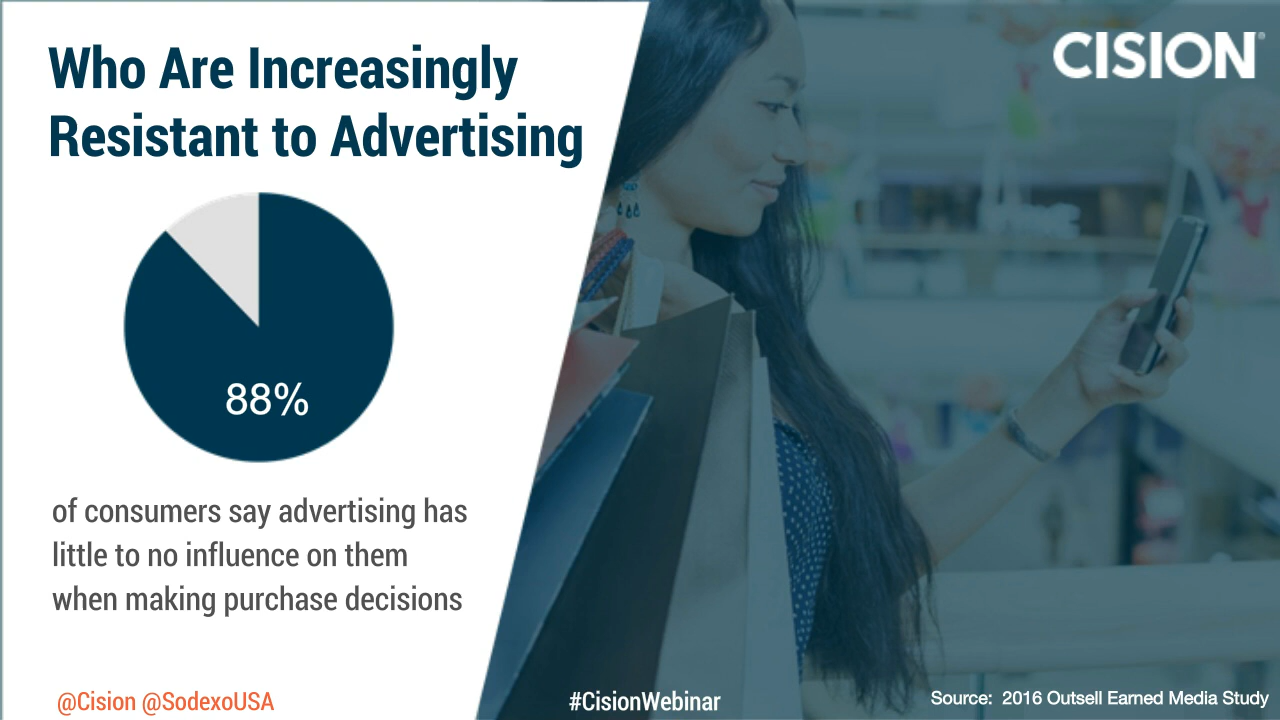 Who Are Increasingly
Resistant to Advertising
CISION®
88%
of consumers say advertising has
little to no influence on them
when making purchase decisions
@Cision @SodexoUSA
#CisionWebinar
Source: 2016 Outsell Earned Media Study